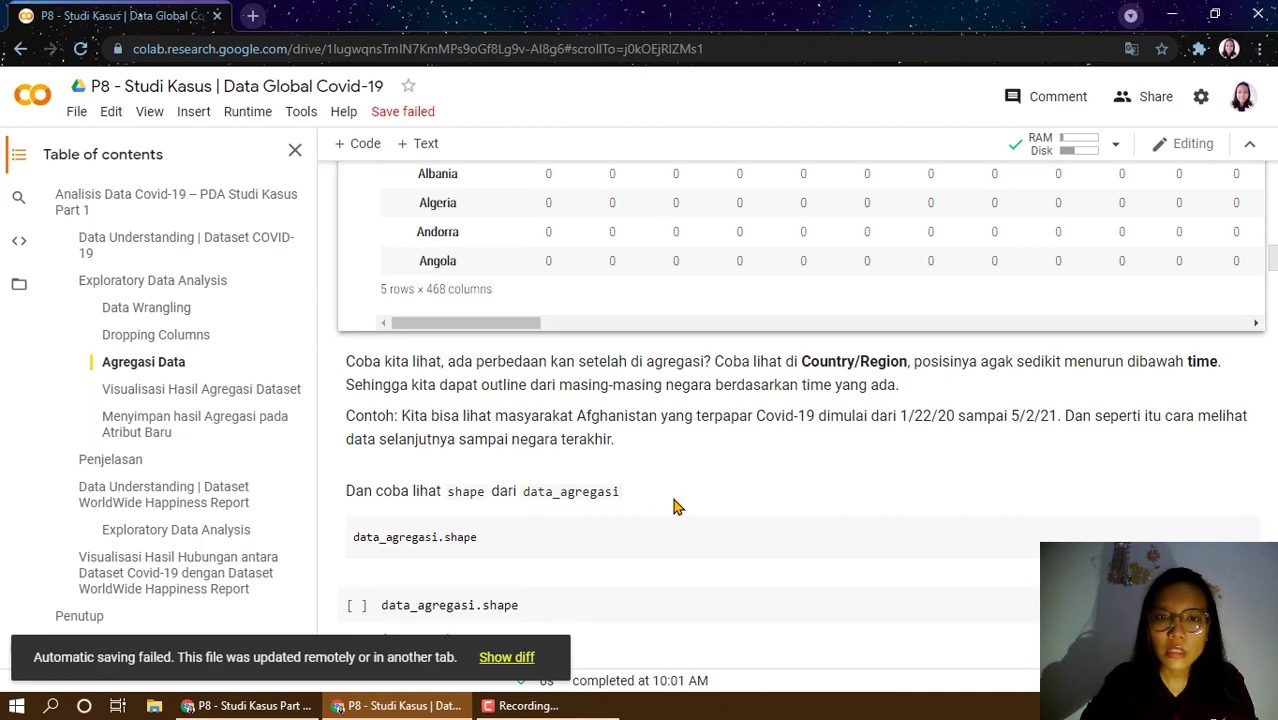 P8 - Studi Kasus | Data Global Co
colab.research.google.com/drive/1lugwqnsTmIN7KmMPs9oGf8Lg9v-AI8g6#scrollTo=j0kOEjRIZMs1
P8 - Studi Kasus | Data Global Covid-19
File Edit View Insert Runtime Tools Help Save failed
Comment Share
+ Code + Text
RAM
Disk
Editing
Table of contents
Analisis Data Covid-19 – PDA Studi Kasus
Part 1
Data Understanding | Dataset COVID-
19
Exploratory Data Analysis
Data Wrangling
Dropping Columns
Agregasi Data
Visualisasi Hasil Agregasi Dataset
Menyimpan hasil Agregasi pada
Atribut Baru
Penjelasan
Data Understanding | Dataset
WorldWide Happiness Report
Exploratory Data Analysis
Visualisasi Hasil Hubungan antara
Dataset Covid-19 dengan Dataset
WorldWide Happiness Report
Penutup
Albania 0 0 0 0 0 0 0 0 0 0 0 0
Algeria 0 0 0 0 0 0 0 0 0 0 0 0
Andorra 0 0 0 0 0 0 0 0 0 0 0 0
Angola 0 0 0 0 0 0 0 0 0 0 0 0
5 rows × 468 columns
Coba kita lihat, ada perbedaan kan setelah di agregasi? Coba lihat di Country/Region, posisinya agak sedikit menurun dibawah time.
Sehingga kita dapat outline dari masing-masing negara berdasarkan time yang ada.
Contoh: Kita bisa lihat masyarakat Afghanistan yang terpapar Covid-19 dimulai dari 1/22/20 sampai 5/2/21. Dan seperti itu cara melihat
data selanjutnya sampai negara terakhir.
Dan coba lihat shape dari data_agregasi
data_agregasi.shape
[ ] data_agregasi.shape
Automatic saving failed. This file was updated remotely or in another tab. Show diff
6s completed at 10:01 AM
P8 - Studi Kasus Part ...
P8 - Studi Kasus | Dat...
Recording...